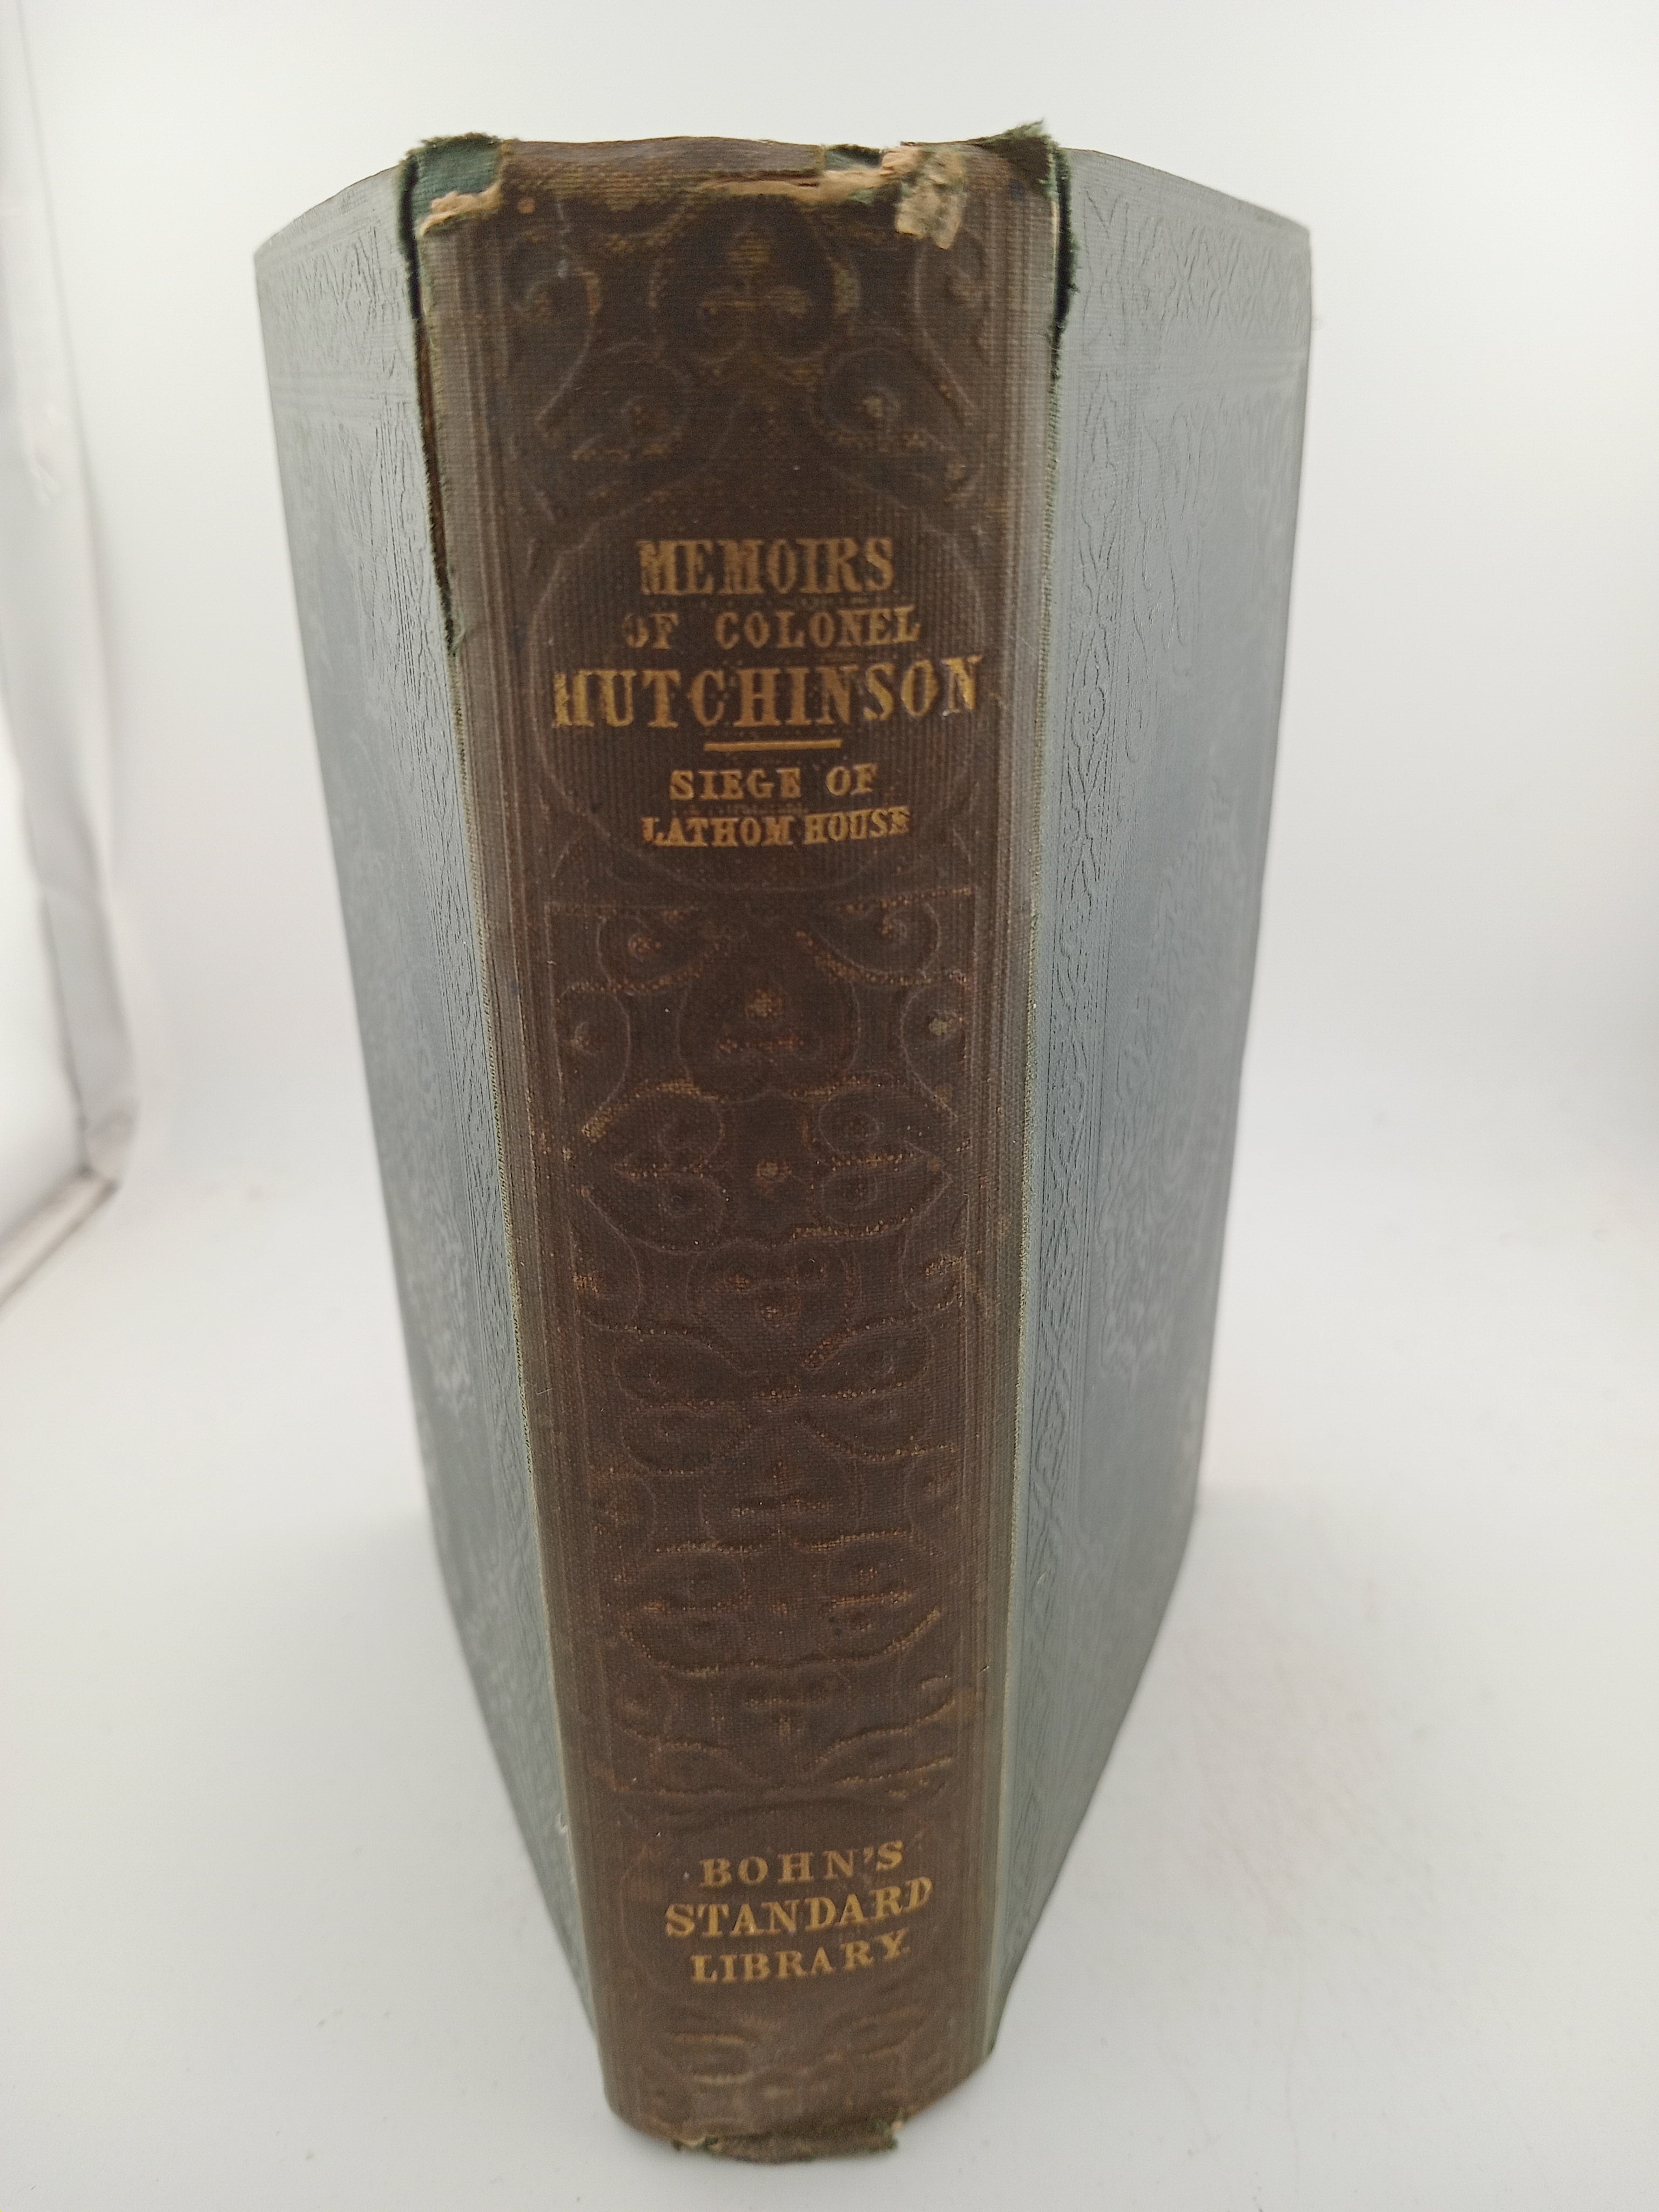 MEMOIRS
OF COLONEL
HUTCHINSON
SIEGE OF
LATHOM HOUSE
BOHN'S
STANDARD
LIBRARY.